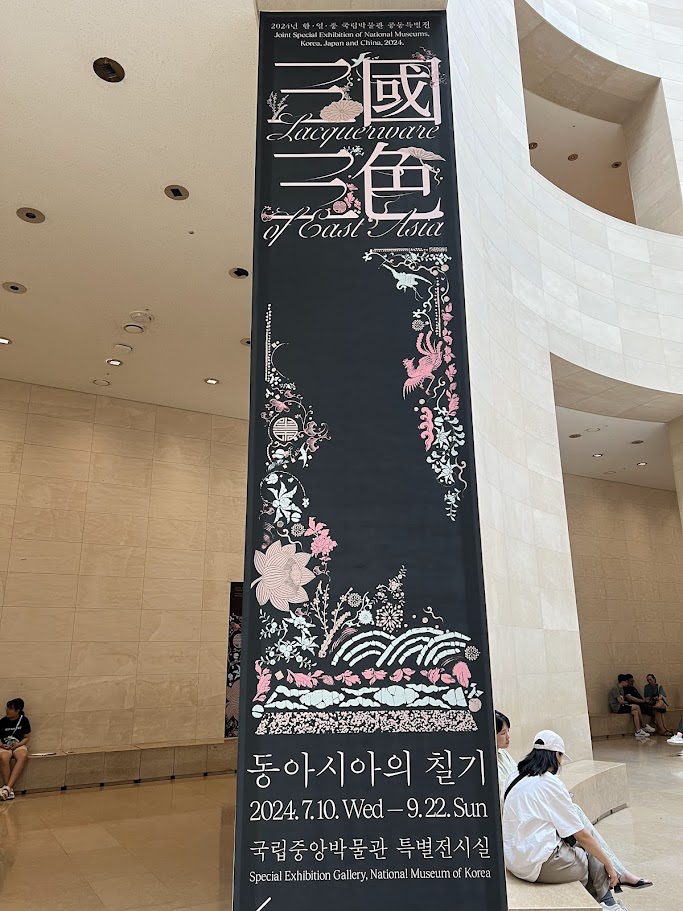 2024년 한·일·중 국립박물관 공동특별전
Joint Special Exhibition of National Museums,
Korea, Japan and China, 2024.
三國
Lacquerware
三色
of East Asia
동아시아의 칠기
2024. 7. 10. Wed — 9. 22. Sun
국립중앙박물관 특별전시실
Special Exhibition Gallery, National Museum of Korea